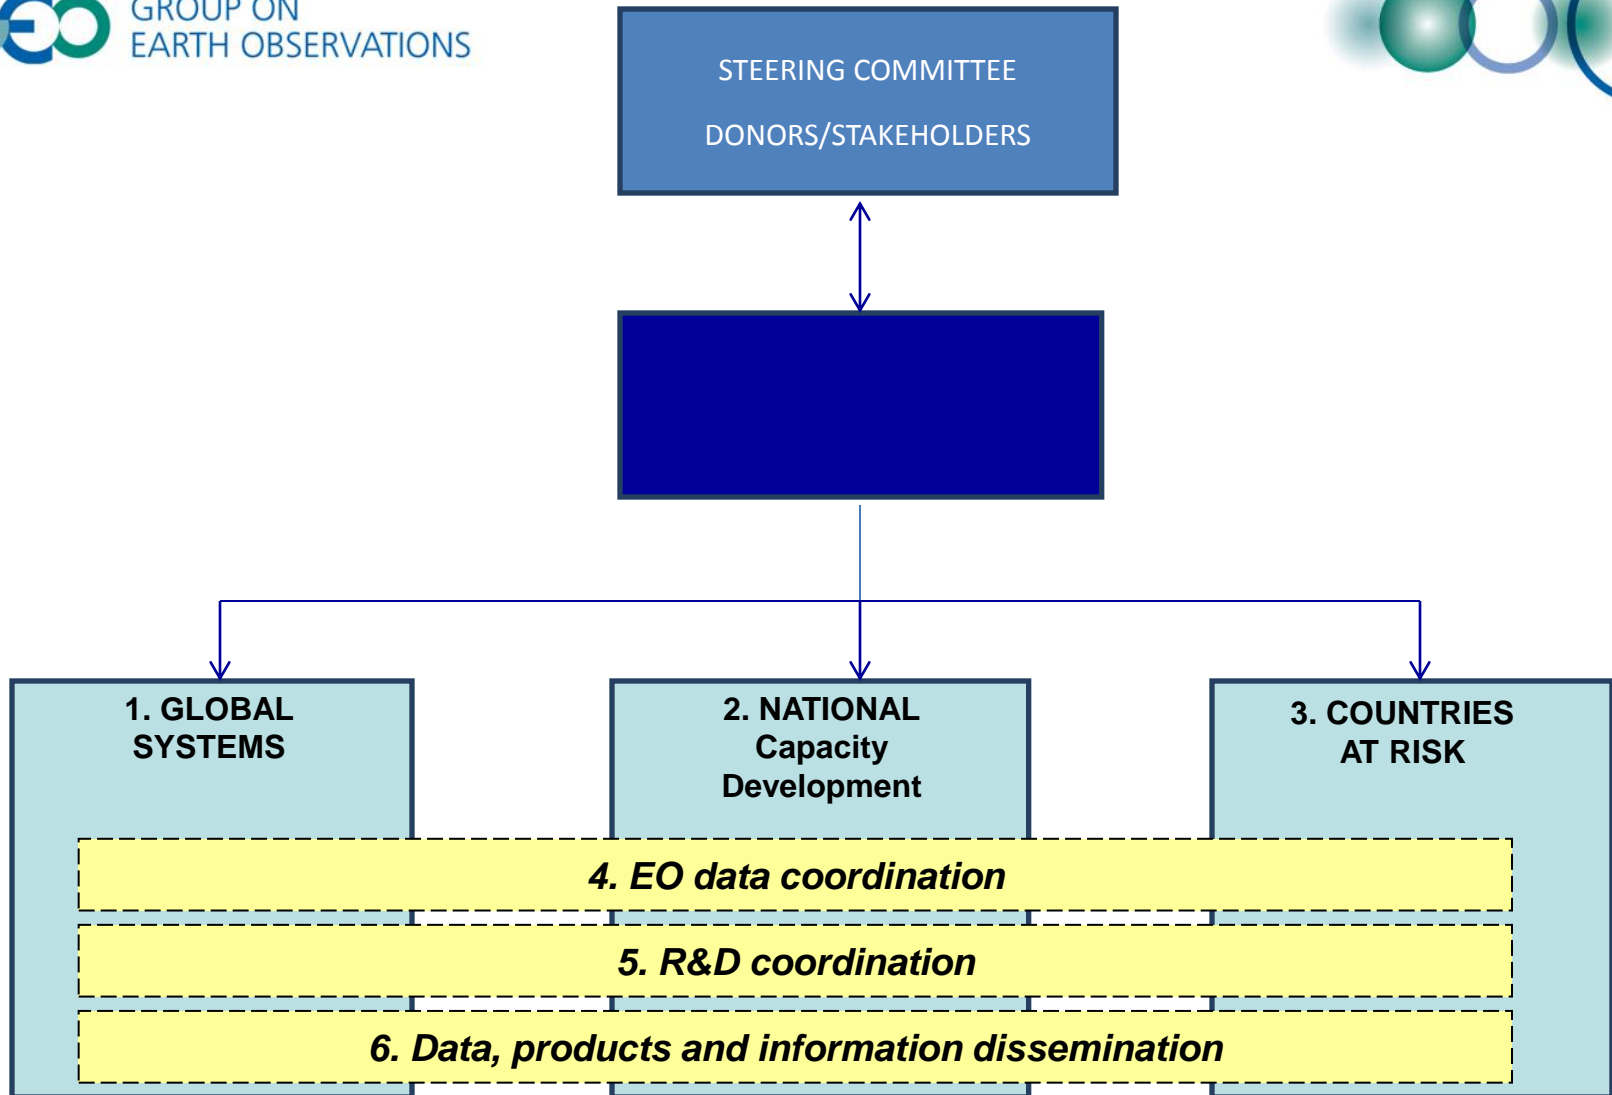 GROUP ON
EARTH OBSERVATIONS
STEERING COMMITTEE
DONORS/STAKEHOLDERS
1. GLOBAL
SYSTEMS
2. NATIONAL
Capacity
Development
3. COUNTRIES
AT RISK
4. EO data coordination
5. R&D coordination
6. Data, products and information dissemination